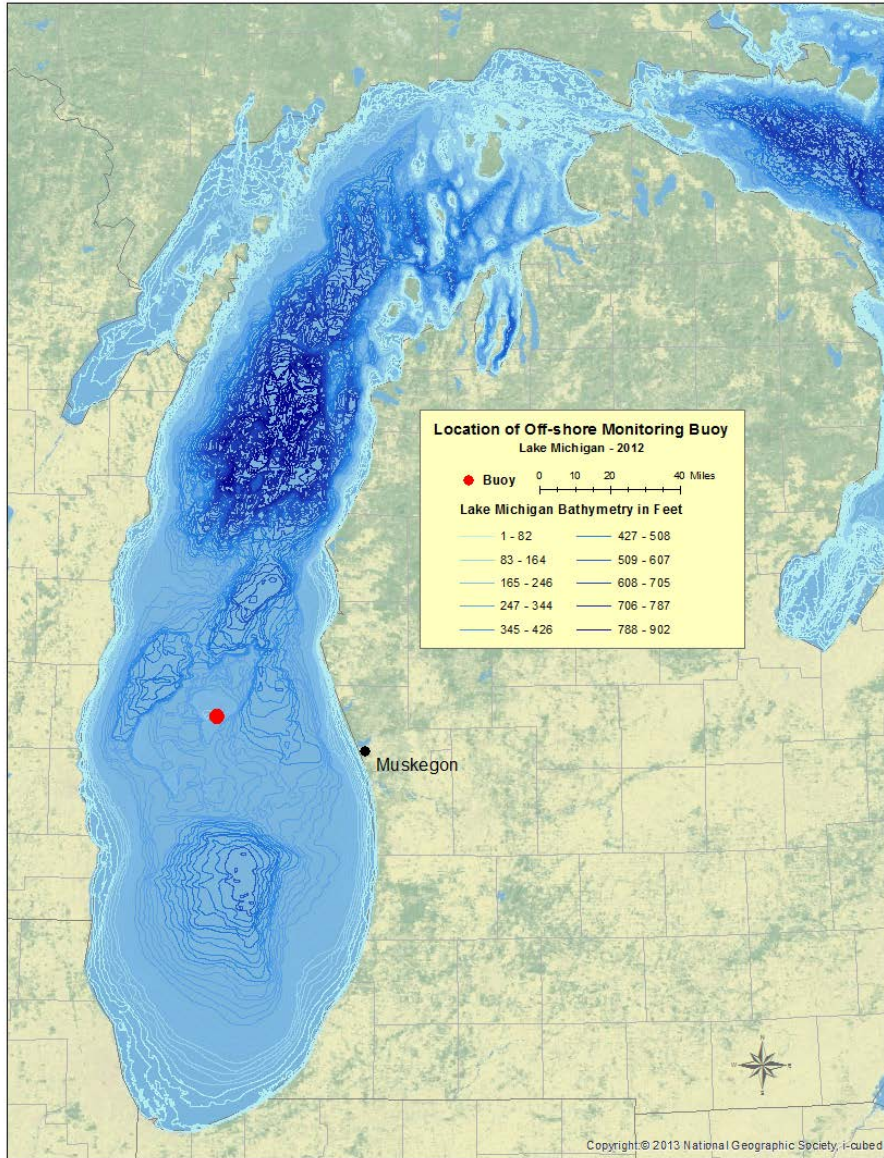 Location of Off-shore Monitoring Buoy
Lake Michigan - 2012
Buoy 0 10 20 40 Miles
Lake Michigan Bathymetry in Feet
1 - 82 427 - 508
83 - 164 509 - 607
165 - 246 608 - 705
247 - 344 706 - 787
345 - 426 788 - 902
Muskegon
N
W E
S
Copyright:© 2013 National Geographic Society, i-cubed